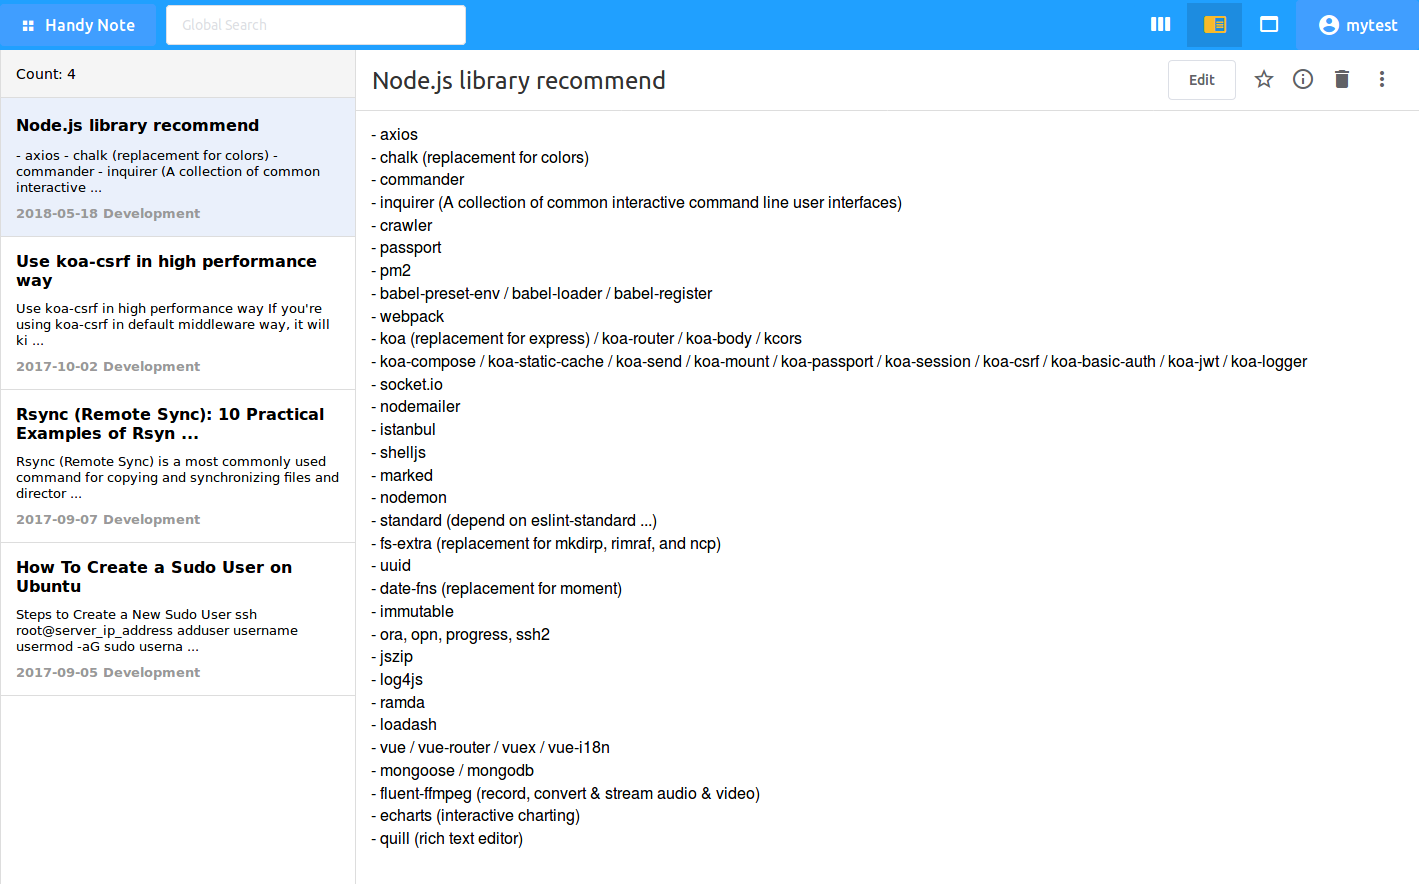 Handy Note
Global Search
mytest
Count: 4
Node.js library recommend
- axios - chalk (replacement for colors) -
commander - inquirer (A collection of common
interactive ...
2018-05-18 Development
Use koa-csrf in high performance
way
Use koa-csrf in high performance way If you're
using koa-csrf in default middleware way, it will
ki ...
2017-10-02 Development
Rsync (Remote Sync): 10 Practical
Examples of Rsyn ...
Rsync (Remote Sync) is a most commonly used
command for copying and synchronizing files and
director ...
2017-09-07 Development
How To Create a Sudo User on
Ubuntu
Steps to Create a New Sudo User ssh
root@server_ip_address adduser username
usermod -aG sudo userna ...
2017-09-05 Development
Node.js library recommend
Edit
- axios
- chalk (replacement for colors)
- commander
- inquirer (A collection of common interactive command line user interfaces)
- crawler
- passport
- pm2
- babel-preset-env / babel-loader / babel-register
- webpack
- koa (replacement for express) / koa-router / koa-body / kcors
- koa-compose / koa-static-cache / koa-send / koa-mount / koa-passport / koa-session / koa-csrf / koa-basic-auth / koa-jwt / koa-logger
- socket.io
- nodemailer
- istanbul
- shelljs
- marked
- nodemon
- standard (depend on eslint-standard ...)
- fs-extra (replacement for mkdirp, rimraf, and ncp)
- uuid
- date-fns (replacement for moment)
- immutable
- ora, opn, progress, ssh2
- jszip
- log4js
- ramda
- loadash
- vue / vue-router / vuex / vue-i18n
- mongoose / mongodb
- fluent-ffmpeg (record, convert & stream audio & video)
- echarts (interactive charting)
- quill (rich text editor)